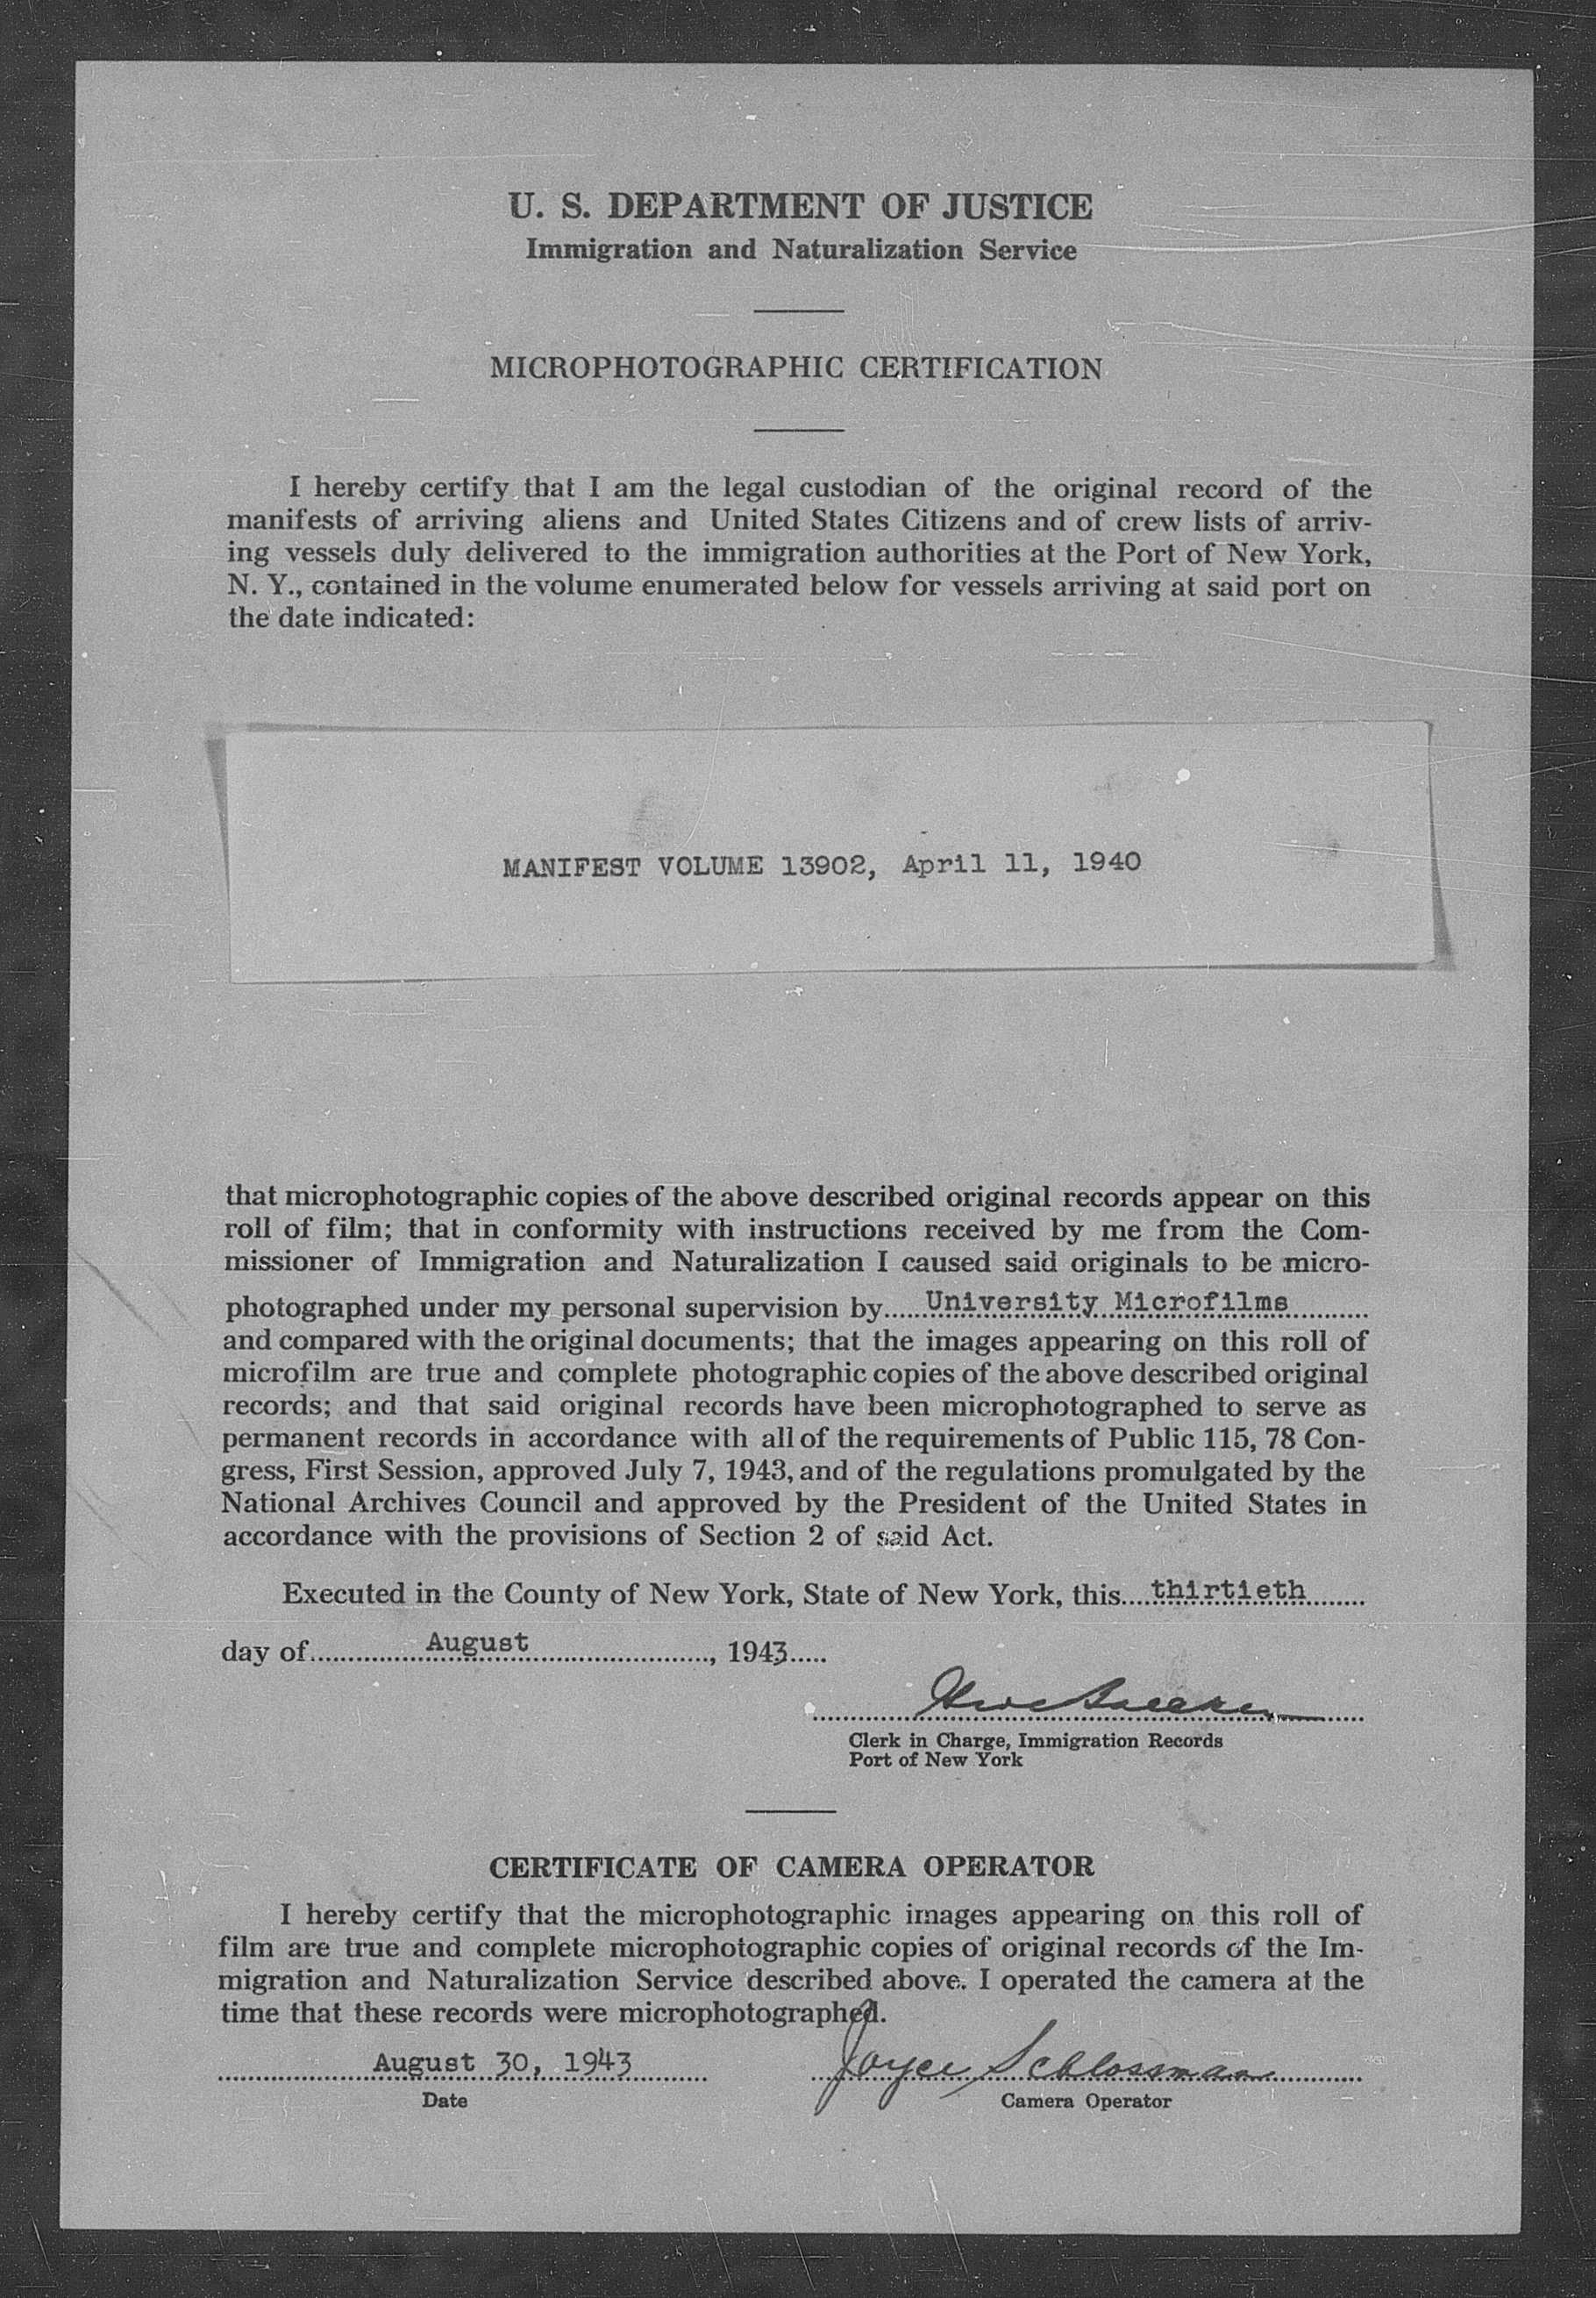 U. S. DEPARTMENT OF JUSTICE
Immigration and Naturalization Service
MICROPHOTOGRAPHIC CERTIFICATION
I hereby certify that I am the legal custodian of the original record of the
manifests of arriving aliens and United States Citizens and of crew lists of arriv-
ing vessels duly delivered to the immigration authorities at the Port of New York,
N. Y., contained in the volume enumerated below for vessels arriving at said port on
the date indicated:
MANIFEST VOLUME 13902, April 11, 1940
that microphotographic copies of the above described original records appear on this
roll of film; that in conformity with instructions received by me from the Com-
missioner of Immigration and Naturalization I caused said originals to be micro-
photographed under my personal supervision by.....University Microfilms..........
and compared with the original documents; that the images appearing on this roll of
microfilm are true and complete photographic copies of the above described original
records; and that said original records have been microphotographed to serve as
permanent records in accordance with all of the requirements of Public 115, 78 Con-
gress, First Session, approved July 7, 1943, and of the regulations promulgated by the
National Archives Council and approved by the President of the United States in
accordance with the provisions of Section 2 of said Act.
Executed in the County of New York, State of New York, this.....thirtieth........
day of..............August..........................., 1943.....
Clerk in Charge, Immigration Records
Port of New York
CERTIFICATE OF CAMERA OPERATOR
I hereby certify that the microphotographic images appearing on this roll of
film are true and complete microphotographic copies of original records of the Im-
migration and Naturalization Service described above. I operated the camera at the
time that these records were microphotographed.
August 30, 1943 Joyce Schlossman
Date Camera Operator